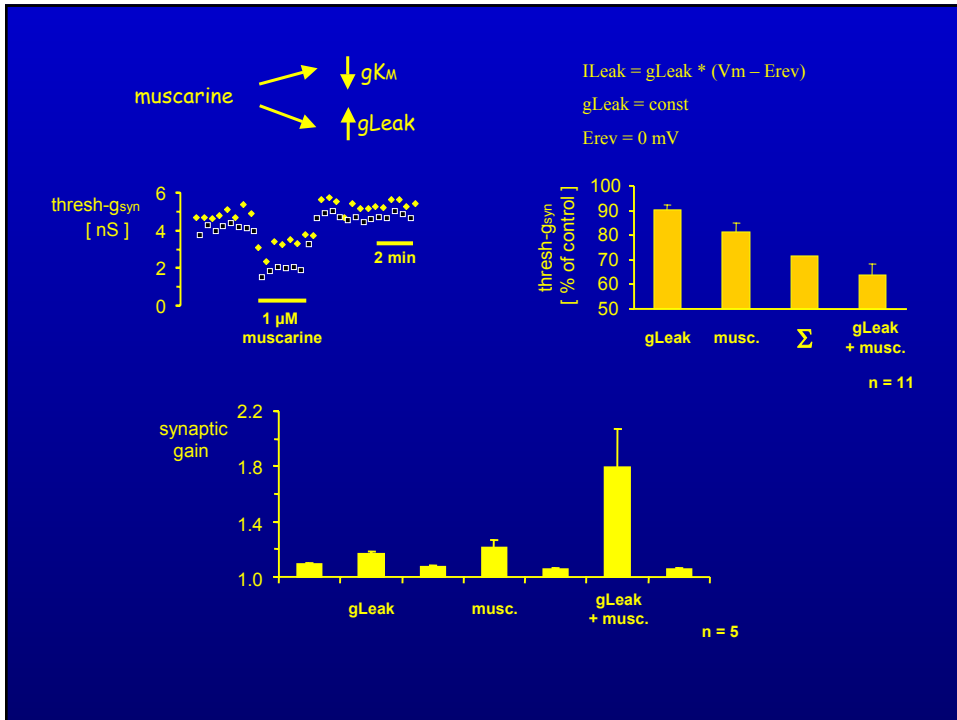 muscarine
gKM
gLeak
ILeak = gLeak * (Vm – Erev)
gLeak = const
Erev = 0 mV
thresh-gsyn
[ nS ]
6
4
2
0
2 min
1 µM
muscarine
thresh-gsyn
[ % of control ]
100
90
80
70
60
50
gLeak
musc.
Σ
gLeak
+ musc.
n = 11
synaptic
gain
2.2
1.8
1.4
1.0
gLeak
musc.
gLeak
+ musc.
n = 5